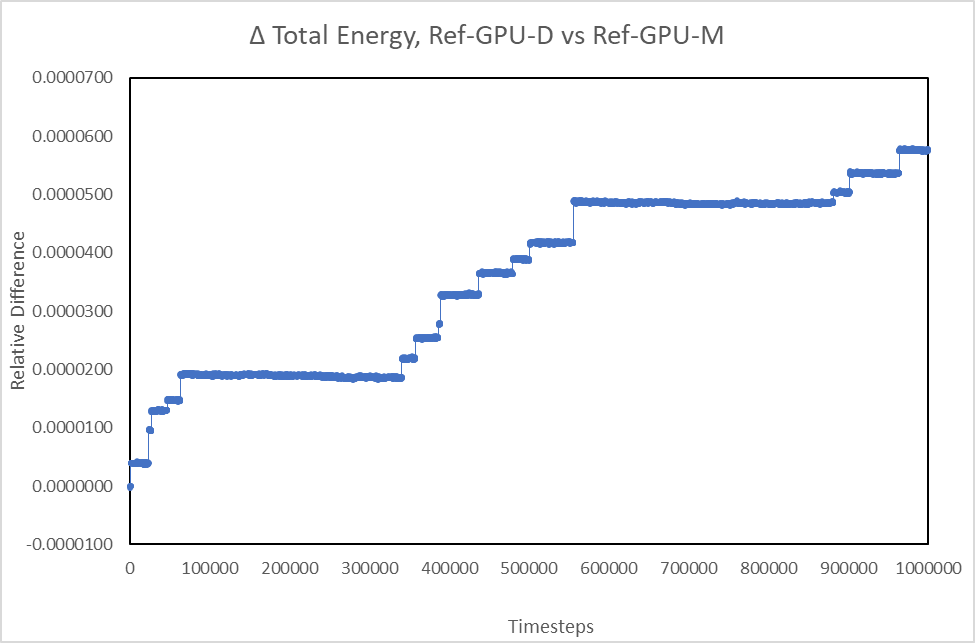 Δ Total Energy, Ref-GPU-D vs Ref-GPU-M
0.0000700
0.0000600
0.0000500
0.0000400
0.0000300
0.0000200
0.0000100
0.0000000
-0.0000100
Relative Difference
0 100000 200000 300000 400000 500000 600000 700000 800000 900000 1000000
Timesteps